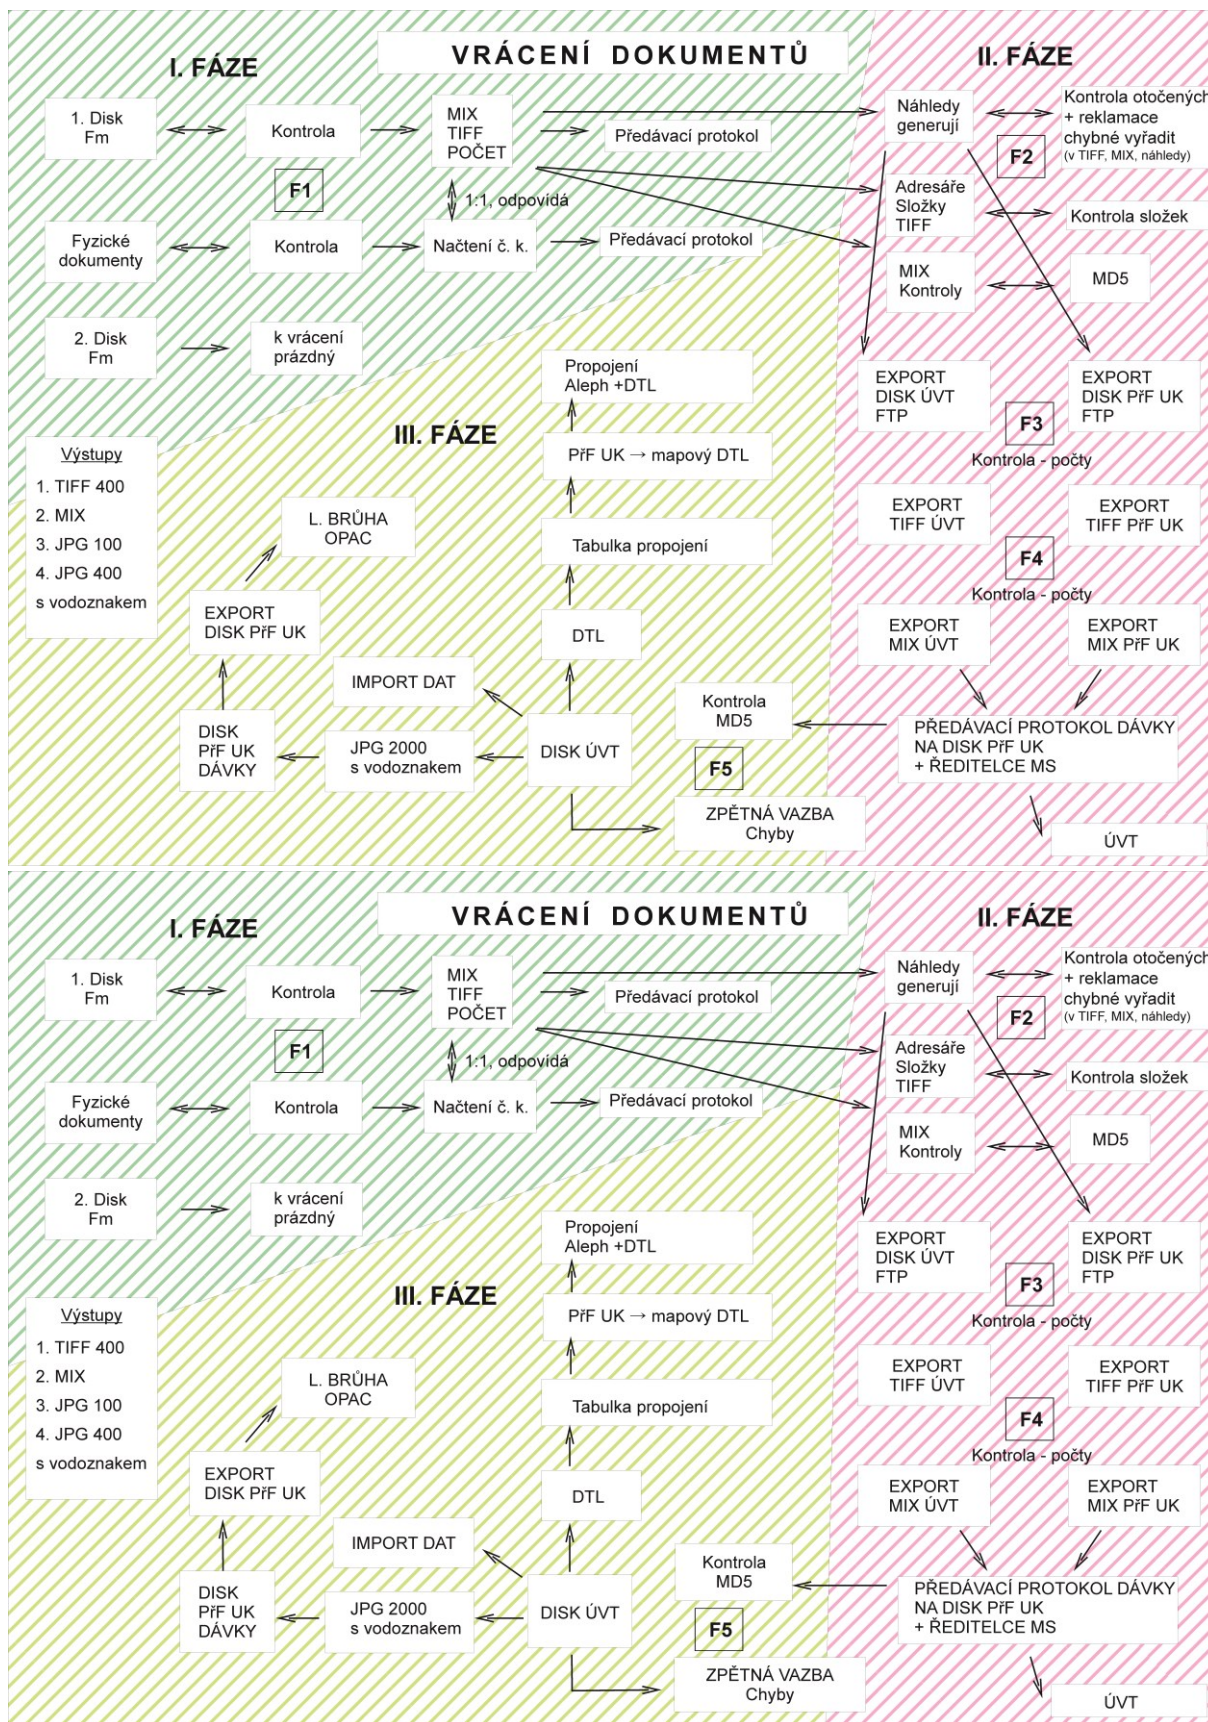 VRÁCENÍ DOKUMENTŮ
I. FÁZE
1. Disk
Fm
Kontrola
MIX
TIFF
POČET
Předávací protokol
F1
1:1, odpovídá
Fyzické
dokumenty
Kontrola
Načtení č. k.
Předávací protokol
2. Disk
Fm
k vrácení
prázdný
II. FÁZE
Náhledy
generují
Kontrola otočených
+ reklamace
chybné vyřadit
(v TIFF, MIX, náhledy)
F2
Adresáře
Složky
TIFF
Kontrola složek
MIX
Kontroly
MD5
EXPORT
DISK ÚVT
FTP
EXPORT
DISK PřF UK
FTP
F3
Kontrola - počty
EXPORT
TIFF ÚVT
EXPORT
TIFF PřF UK
F4
Kontrola - počty
EXPORT
MIX ÚVT
EXPORT
MIX PřF UK
PŘEDÁVACÍ PROTOKOL DÁVKY
NA DISK PřF UK
+ ŘEDITELCE MS
ÚVT
III. FÁZE
Propojení
Aleph +DTL
PřF UK → mapový DTL
Tabulka propojení
DTL
Výstupy
1. TIFF 400
2. MIX
3. JPG 100
4. JPG 400
s vodoznakem
L. BRŮHA
OPAC
EXPORT
DISK PřF UK
IMPORT DAT
DISK
PřF UK
DÁVKY
JPG 2000
s vodoznakem
DISK ÚVT
Kontrola
MD5
F5
ZPĚTNÁ VAZBA
Chyby
VRÁCENÍ DOKUMENTŮ
I. FÁZE
1. Disk
Fm
Kontrola
MIX
TIFF
POČET
Předávací protokol
F1
1:1, odpovídá
Fyzické
dokumenty
Kontrola
Načtení č. k.
Předávací protokol
2. Disk
Fm
k vrácení
prázdný
II. FÁZE
Náhledy
generují
Kontrola otočených
+ reklamace
chybné vyřadit
(v TIFF, MIX, náhledy)
F2
Adresáře
Složky
TIFF
Kontrola složek
MIX
Kontroly
MD5
EXPORT
DISK ÚVT
FTP
EXPORT
DISK PřF UK
FTP
F3
Kontrola - počty
EXPORT
TIFF ÚVT
EXPORT
TIFF PřF UK
F4
Kontrola - počty
EXPORT
MIX ÚVT
EXPORT
MIX PřF UK
PŘEDÁVACÍ PROTOKOL DÁVKY
NA DISK PřF UK
+ ŘEDITELCE MS
ÚVT
III. FÁZE
Propojení
Aleph +DTL
PřF UK → mapový DTL
Tabulka propojení
DTL
Výstupy
1. TIFF 400
2. MIX
3. JPG 100
4. JPG 400
s vodoznakem
L. BRŮHA
OPAC
EXPORT
DISK PřF UK
IMPORT DAT
DISK
PřF UK
DÁVKY
JPG 2000
s vodoznakem
DISK ÚVT
Kontrola
MD5
F5
ZPĚTNÁ VAZBA
Chyby